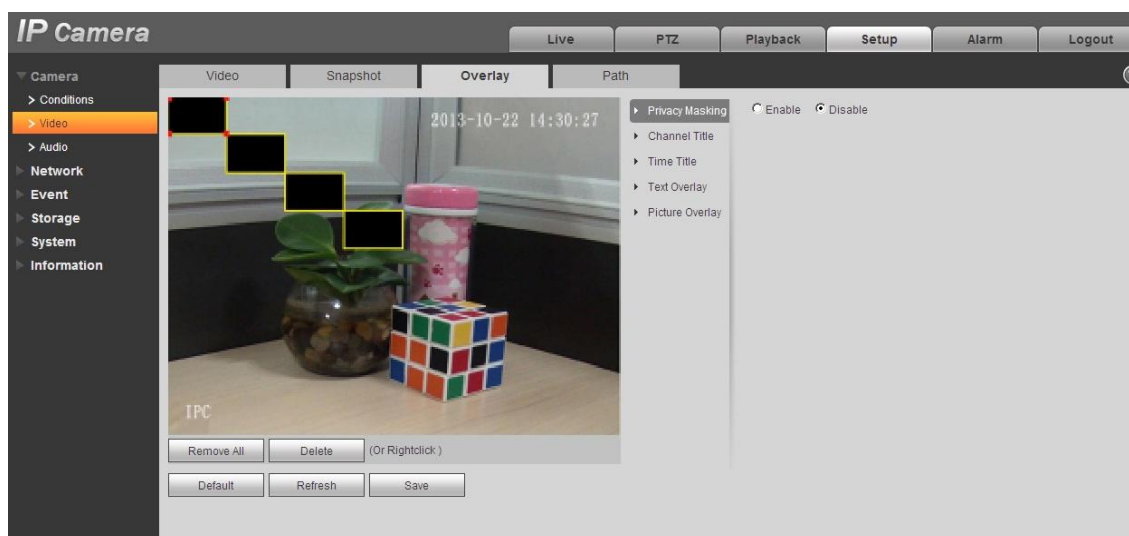 IP Camera
Live PTZ Playback Setup Alarm Logout
Camera
Conditions
Video
Audio
Network
Event
Storage
System
Information
Video Snapshot Overlay Path
2013-10-22 14:30:27
IPC
Privacy Masking
Channel Title
Time Title
Text Overlay
Picture Overlay
Enable Disable
Remove All Delete (Or Rightclick )
Default Refresh Save